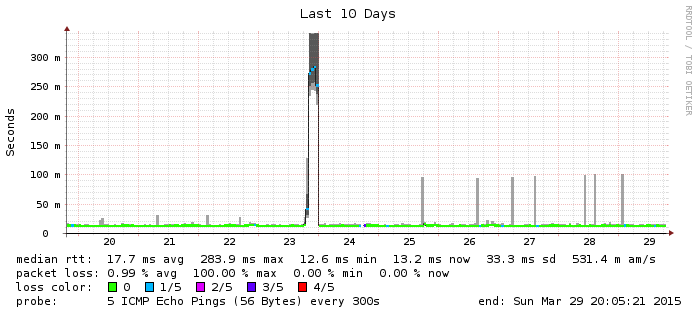 Last 10 Days
RRDTOOL / TOBI OETIKER
Seconds
300 m
250 m
200 m
150 m
100 m
50 m
0
20 21 22 23 24 25 26 27 28 29
median rtt: 17.7 ms avg 283.9 ms max 12.6 ms min 13.2 ms now 33.3 ms sd 531.4 m am/s
packet loss: 0.99 % avg 100.00 % max 0.00 % min 0.00 % now
loss color: 0 1/5 2/5 3/5 4/5
probe: 5 ICMP Echo Pings (56 Bytes) every 300s end: Sun Mar 29 20:05:21 2015